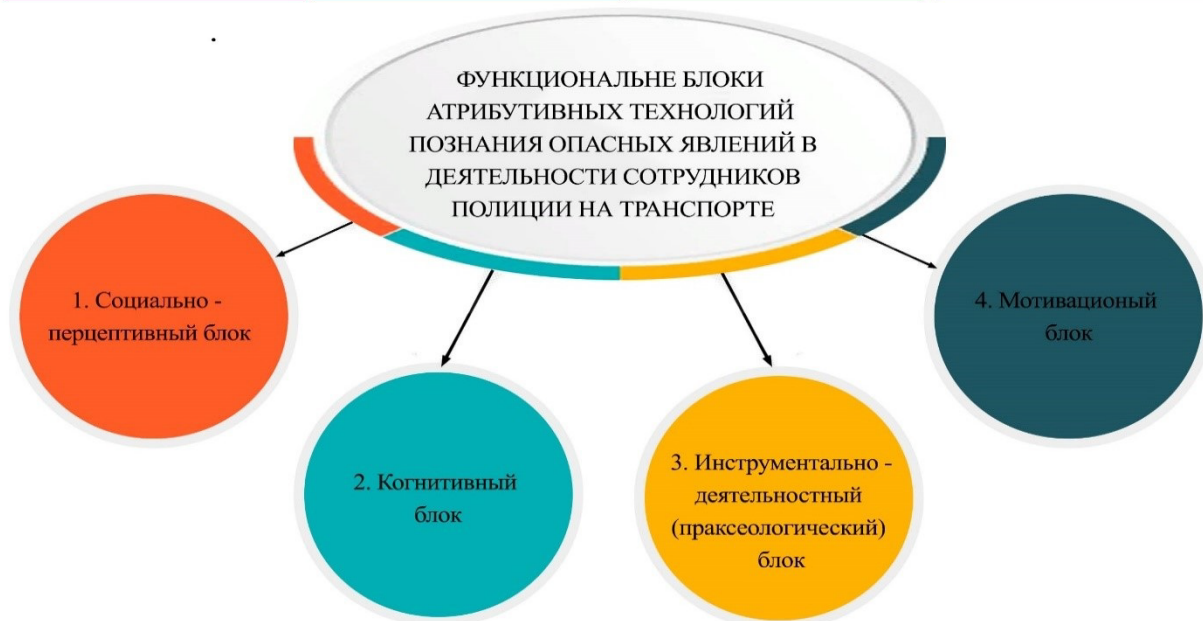 ФУНКЦИОНАЛЬНЕ БЛОКИ
АТРИБУТИВНЫХ ТЕХНОЛОГИЙ
ПОЗНАНИЯ ОПАСНЫХ ЯВЛЕНИЙ В
ДЕЯТЕЛЬНОСТИ СОТРУДНИКОВ
ПОЛИЦИИ НА ТРАНСПОРТЕ
1. Социально -
перцептивный блок
2. Когнитивный
блок
3. Инструментально -
деятельностный
(праксеологический)
блок
4. Мотивационый
блок